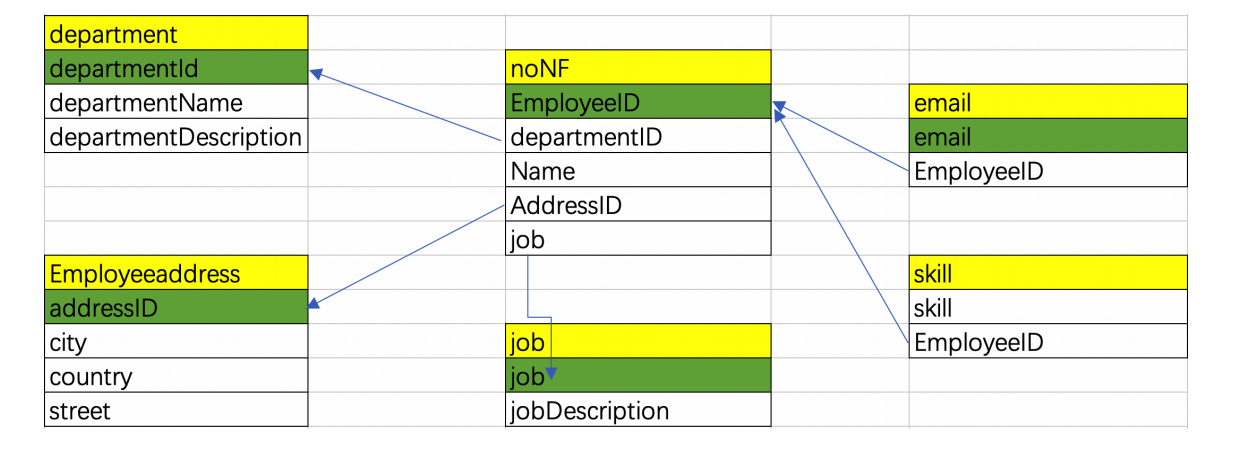 department
departmentId
departmentName
departmentDescription
noNF
EmployeeID
departmentID
Name
AddressID
job
email
email
EmployeeID
Employeeaddress
addressID
city
country
street
job
job
jobDescription
skill
skill
EmployeeID